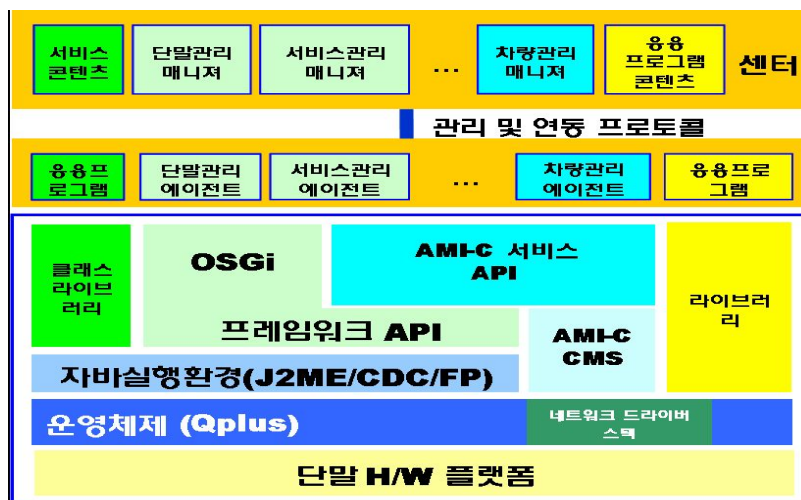 서비스
콘텐츠
단말관리
매니져
서비스관리
매니져
...
차량관리
매니져
응용
프로그램
콘텐츠
센터
관리 및 연동 프로토콜
응용프
로그램
단말관리
에이전트
서비스관리
에이전트
...
차량관리
에이전트
응용프로
그램
클래스
라이브
러리
OSGi
프레임워크 API
AMI-C 서비스
API
AMI-C
CMS
라이브러
리
자바실행환경(J2ME/CDC/FP)
운영체제 (Qplus)
네트워크 드라이버
스택
단말 H/W 플랫폼